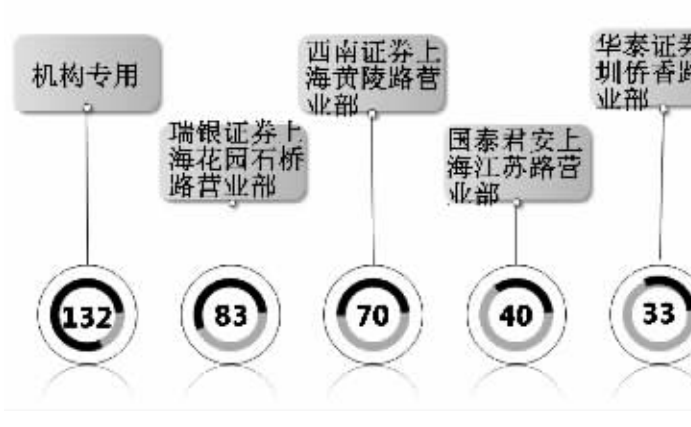 机构专用
瑞银证券上
海花园石桥
路营业部
西南证券上
海黄陵路营
业部
国泰君安上
海江苏路营
业部
华泰证券
圳侨香路
业部
132
83
70
40
33